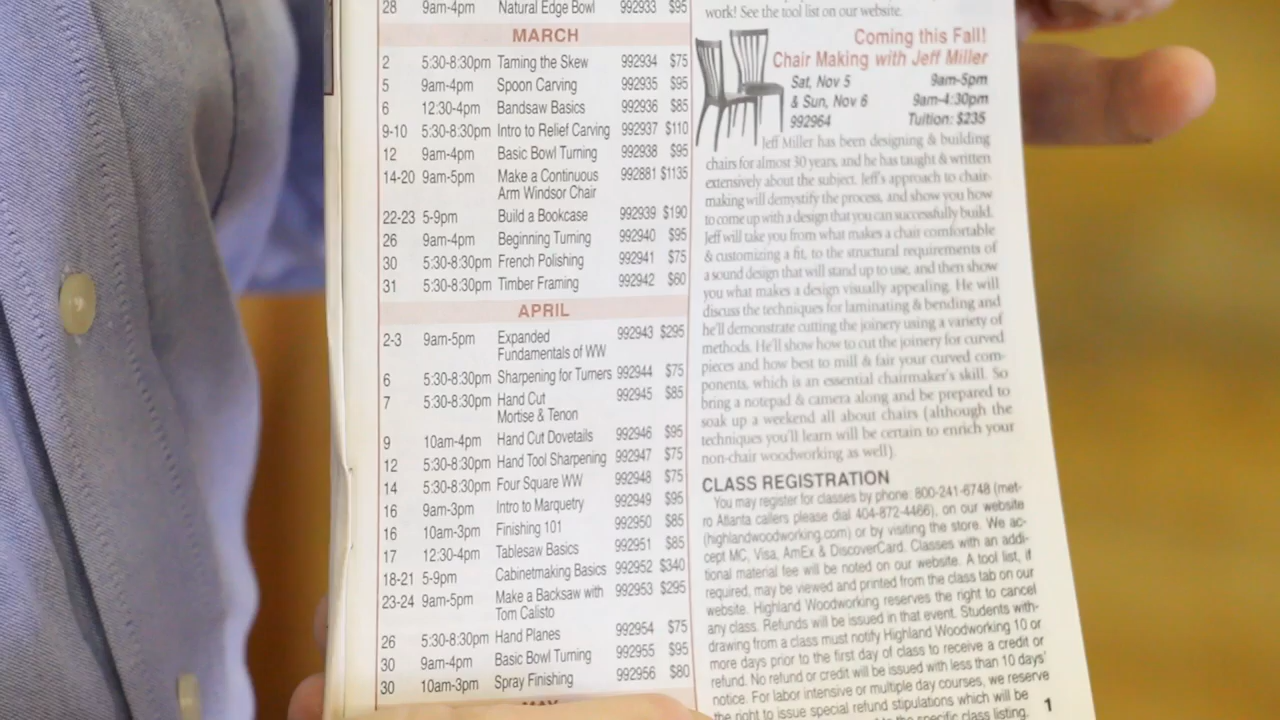 28 9am-4pm Natural Edge Bowl 992933 $95
MARCH
2 5:30-8:30pm Taming the Skew 992934 $75
5 9am-4pm Spoon Carving 992935 $95
6 12:30-4pm Bandsaw Basics 992936 $85
9-10 5:30-8:30pm Intro to Relief Carving 992937 $110
12 9am-4pm Basic Bowl Turning 992938 $95
14-20 9am-5pm Make a Continuous 992881 $1135
Arm Windsor Chair
22-23 5-9pm Build a Bookcase 992939 $190
26 9am-4pm Beginning Turning 992940 $95
30 5:30-8:30pm French Polishing 992941 $75
31 5:30-8:30pm Timber Framing 992942 $60
APRIL
2-3 9am-5pm Expanded 992943 $295
Fundamentals of WW
6 5:30-8:30pm Sharpening for Turners 992944 $75
7 5:30-8:30pm Hand Cut 992945 $85
Mortise & Tenon
9 10am-4pm Hand Cut Dovetails 992946 $95
12 5:30-8:30pm Hand Tool Sharpening 992947 $75
14 5:30-8:30pm Four Square WW 992948 $75
16 9am-3pm Intro to Marquetry 992949 $95
16 10am-3pm Finishing 101 992950 $85
17 12:30-4pm Tablesaw Basics 992951 $85
18-21 5-9pm Cabinetmaking Basics 992952 $340
23-24 9am-5pm Make a Backsaw with 992953 $295
Tom Calisto
26 5:30-8:30pm Hand Planes 992954 $75
30 9am-4pm Basic Bowl Turning 992955 $95
30 10am-3pm Spray Finishing 992956 $80
MAY
work! See the tool list on our website.
Coming this Fall!
Chair Making with Jeff Miller
Sat, Nov 5 9am-5pm
& Sun, Nov 6 9am-4:30pm
992964 Tuition: $235
Jeff Miller has been designing & building
chairs for almost 30 years, and he has taught & written
extensively about the subject. Jeff's approach to chair-
making will demystify the process, and show you how
to come up with a design that you can successfully build.
Jeff will take you from what makes a chair comfortable
& customizing a fit, to the structural requirements of
a sound design that will stand up to use, and then show
you what makes a design visually appealing. He will
discuss the techniques for laminating & bending and
he'll demonstrate cutting the joinery using a variety of
methods. He'll show how to cut the joinery for curved
pieces and how best to mill & fair your curved com-
ponents, which is an essential chairmaker's skill. So
bring a notepad & camera along and be prepared to
soak up a weekend all about chairs (although the
techniques you'll learn will be certain to enrich your
non-chair woodworking as well).
CLASS REGISTRATION
You may register for classes by phone: 800-241-6748 (met-
ro Atlanta callers please dial 404-872-4466), on our website
(highlandwoodworking.com) or by visiting the store. We ac-
cept MC, Visa, AmEx & DiscoverCard. Classes with an addi-
tional material fee will be noted on our website. A tool list, if
required, may be viewed and printed from the class tab on our
website. Highland Woodworking reserves the right to cancel
any class. Refunds will be issued in that event. Students with-
drawing from a class must notify Highland Woodworking 10 or
more days prior to the first day of class to receive a credit or
refund. No refund or credit will be issued with less than 10 days'
notice. For labor intensive or multiple day courses, we reserve
the right to issue special refund stipulations which will be
the specific class listing.
1